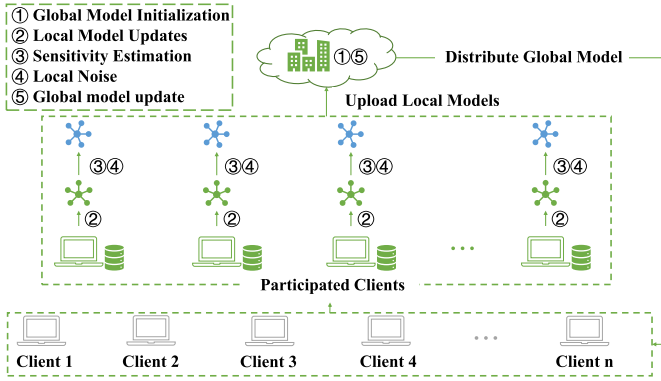 ① Global Model Initialization
② Local Model Updates
③ Sensitivity Estimation
④ Local Noise
⑤ Global model update
①⑤
Distribute Global Model
Upload Local Models
③④ ③④ ③④ ③④
② ② ② ②
...
Participated Clients
...
Client 1 Client 2 Client 3 Client 4 Client n